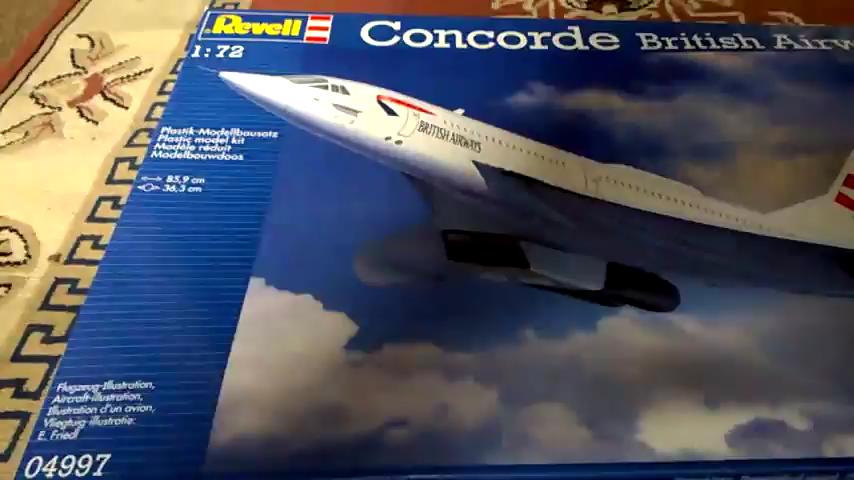 Revell
1:72
Concorde British Airw
Plastik-Modellbausatz
Plastic model kit
Modèle réduit
Modelbouwdoos
85,9 cm
36,3 cm
BRITISH AIRWAYS
Flugzeug-Illustration,
Aircraft-illustration,
Illustration d'un avion,
Vliegtuig-illustratie:
E. Friedl
04997